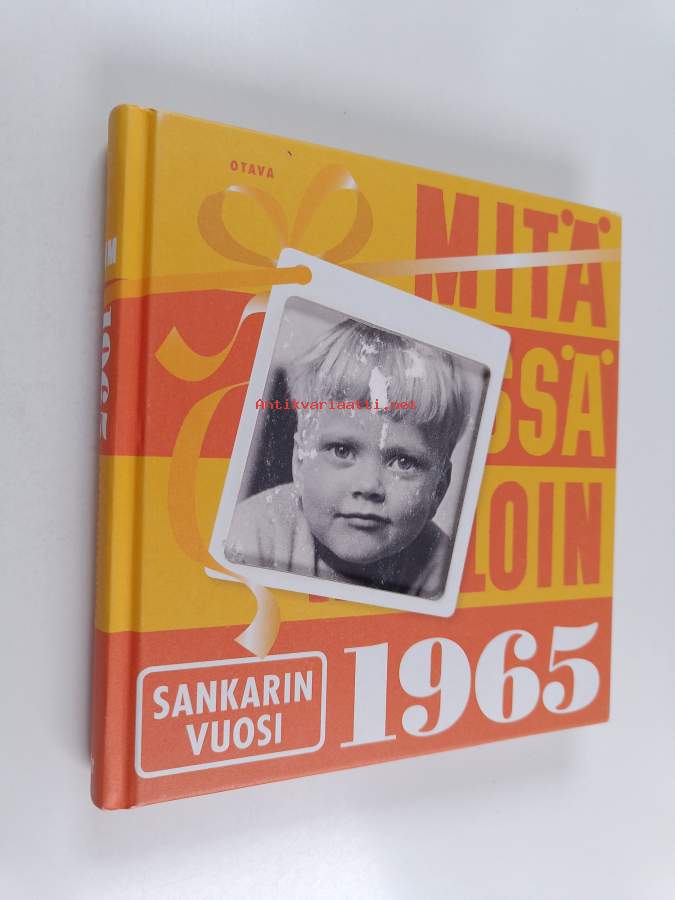 OTAVA
MITÄ
SSÄ
LOIN
1965
SANKARIN
VUOSI
1965
Antikvariaatti.net